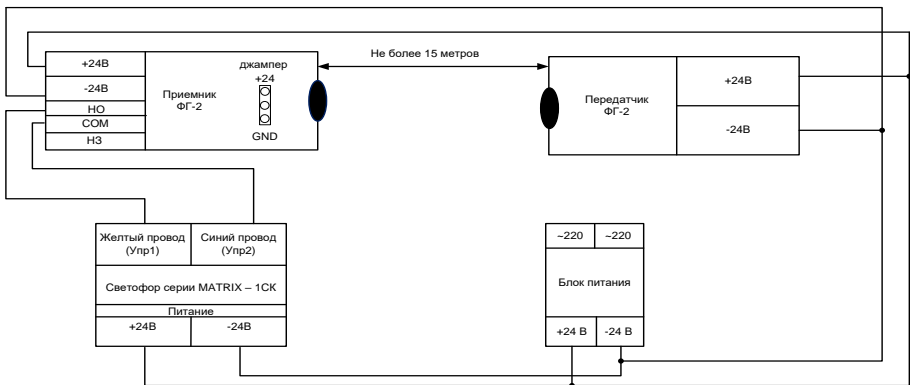 +24В
-24В
НО
COM
НЗ
Приемник
ФГ-2
джампер
+24
GND
Не более 15 метров
Передатчик
ФГ-2
+24В
-24В
Желтый провод
(Упр1)
Синий провод
(Упр2)
Светофор серии MATRIX – 1СК
Питание
+24В
-24В
~220
~220
Блок питания
+24 В
-24 В